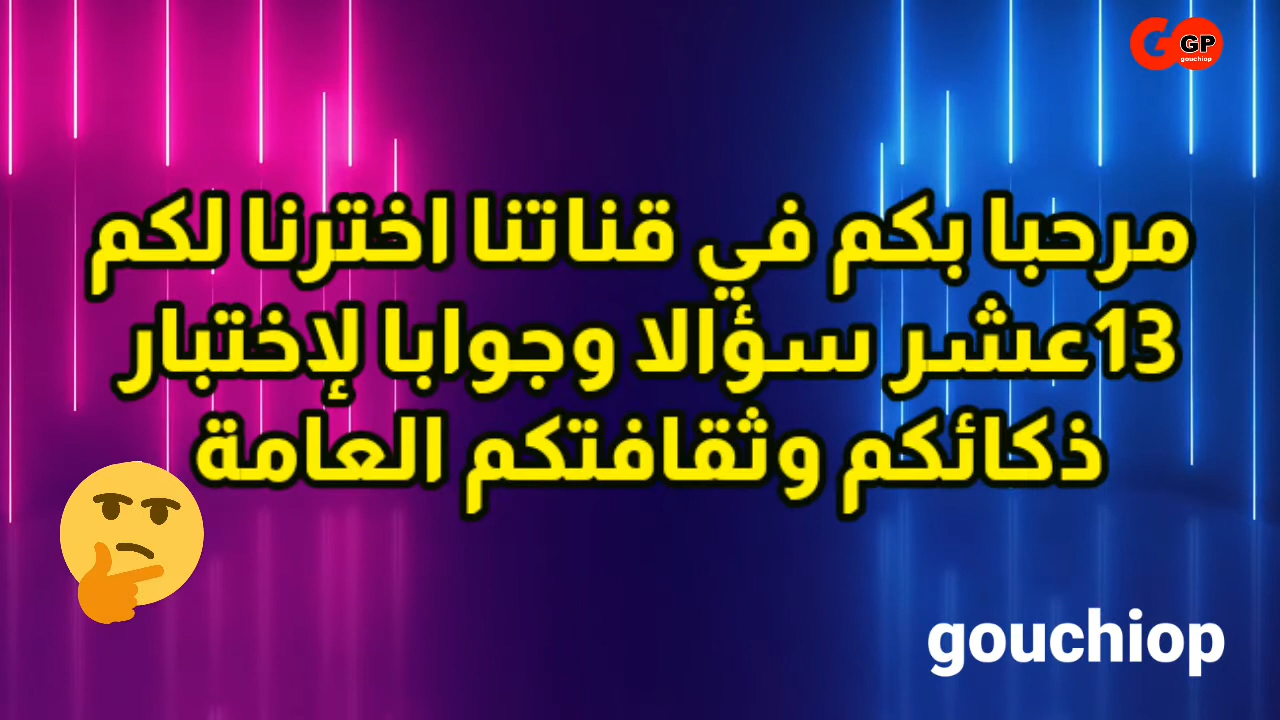 GP
gouchiop
مرحبا بكم في قناتنا اخترنا لكم
13عشر سؤالا وجوابا لإختبار
ذكائكم وثقافتكم العامة
gouchiop